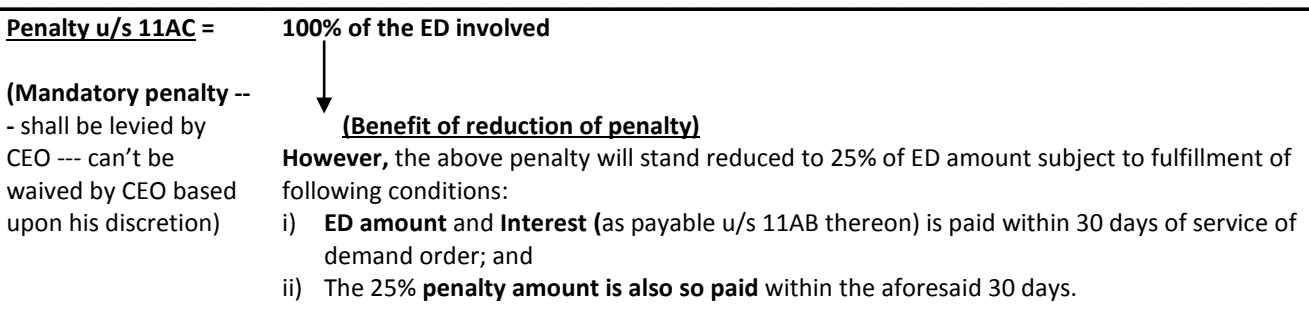 Penalty u/s 11AC = 100% of the ED involved
(Mandatory penalty --
- shall be levied by
CEO --- can't be
waived by CEO based
upon his discretion)
(Benefit of reduction of penalty)
However, the above penalty will stand reduced to 25% of ED amount subject to fulfillment of
following conditions:
i) ED amount and Interest (as payable u/s 11AB thereon) is paid within 30 days of service of
demand order; and
ii) The 25% penalty amount is also so paid within the aforesaid 30 days.